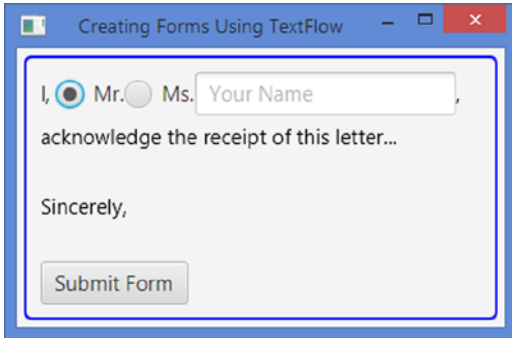 Creating Forms Using TextFlow
I, Mr. Ms. Your Name,
acknowledge the receipt of this letter...
Sincerely,
Submit Form